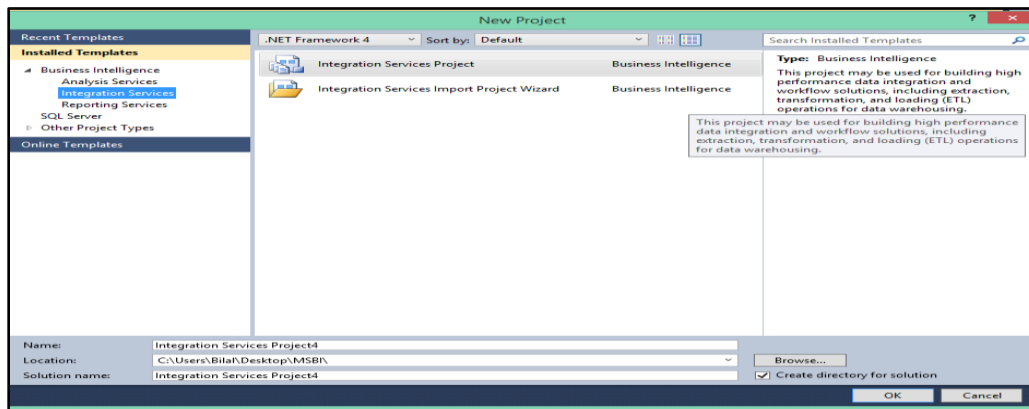 New Project
?
Recent Templates
Installed Templates
Business Intelligence
Analysis Services
Integration Services
Reporting Services
SQL Server
Other Project Types
Online Templates
.NET Framework 4
Sort by: Default
Integration Services Project Business Intelligence
Integration Services Import Project Wizard Business Intelligence
Search Installed Templates
Type: Business Intelligence
This project may be used for building high
performance data integration and
workflow solutions, including extraction,
transformation, and loading (ETL)
operations for data warehousing.
This project may be used for building high performance
data integration and workflow solutions, including
extraction, transformation, and loading (ETL) operations
for data warehousing.
Name: Integration Services Project4
Location: C:\Users\Bilal\Desktop\MSBI\
Browse...
Solution name: Integration Services Project4
Create directory for solution
OK Cancel